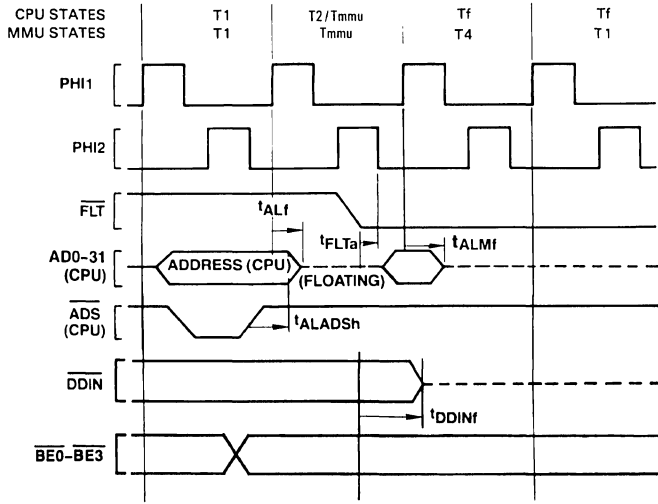 CPU STATES T1 T2/Tmmu Tf Tf
MMU STATES T1 Tmmu T4 T1
PHI1
PHI2
FLT
tALf
tFLTa
tALMf
AD0-31
(CPU)
ADDRESS (CPU)
(FLOATING)
ADS
(CPU)
tALADSh
DDIN
tDDINf
BE0-BE3